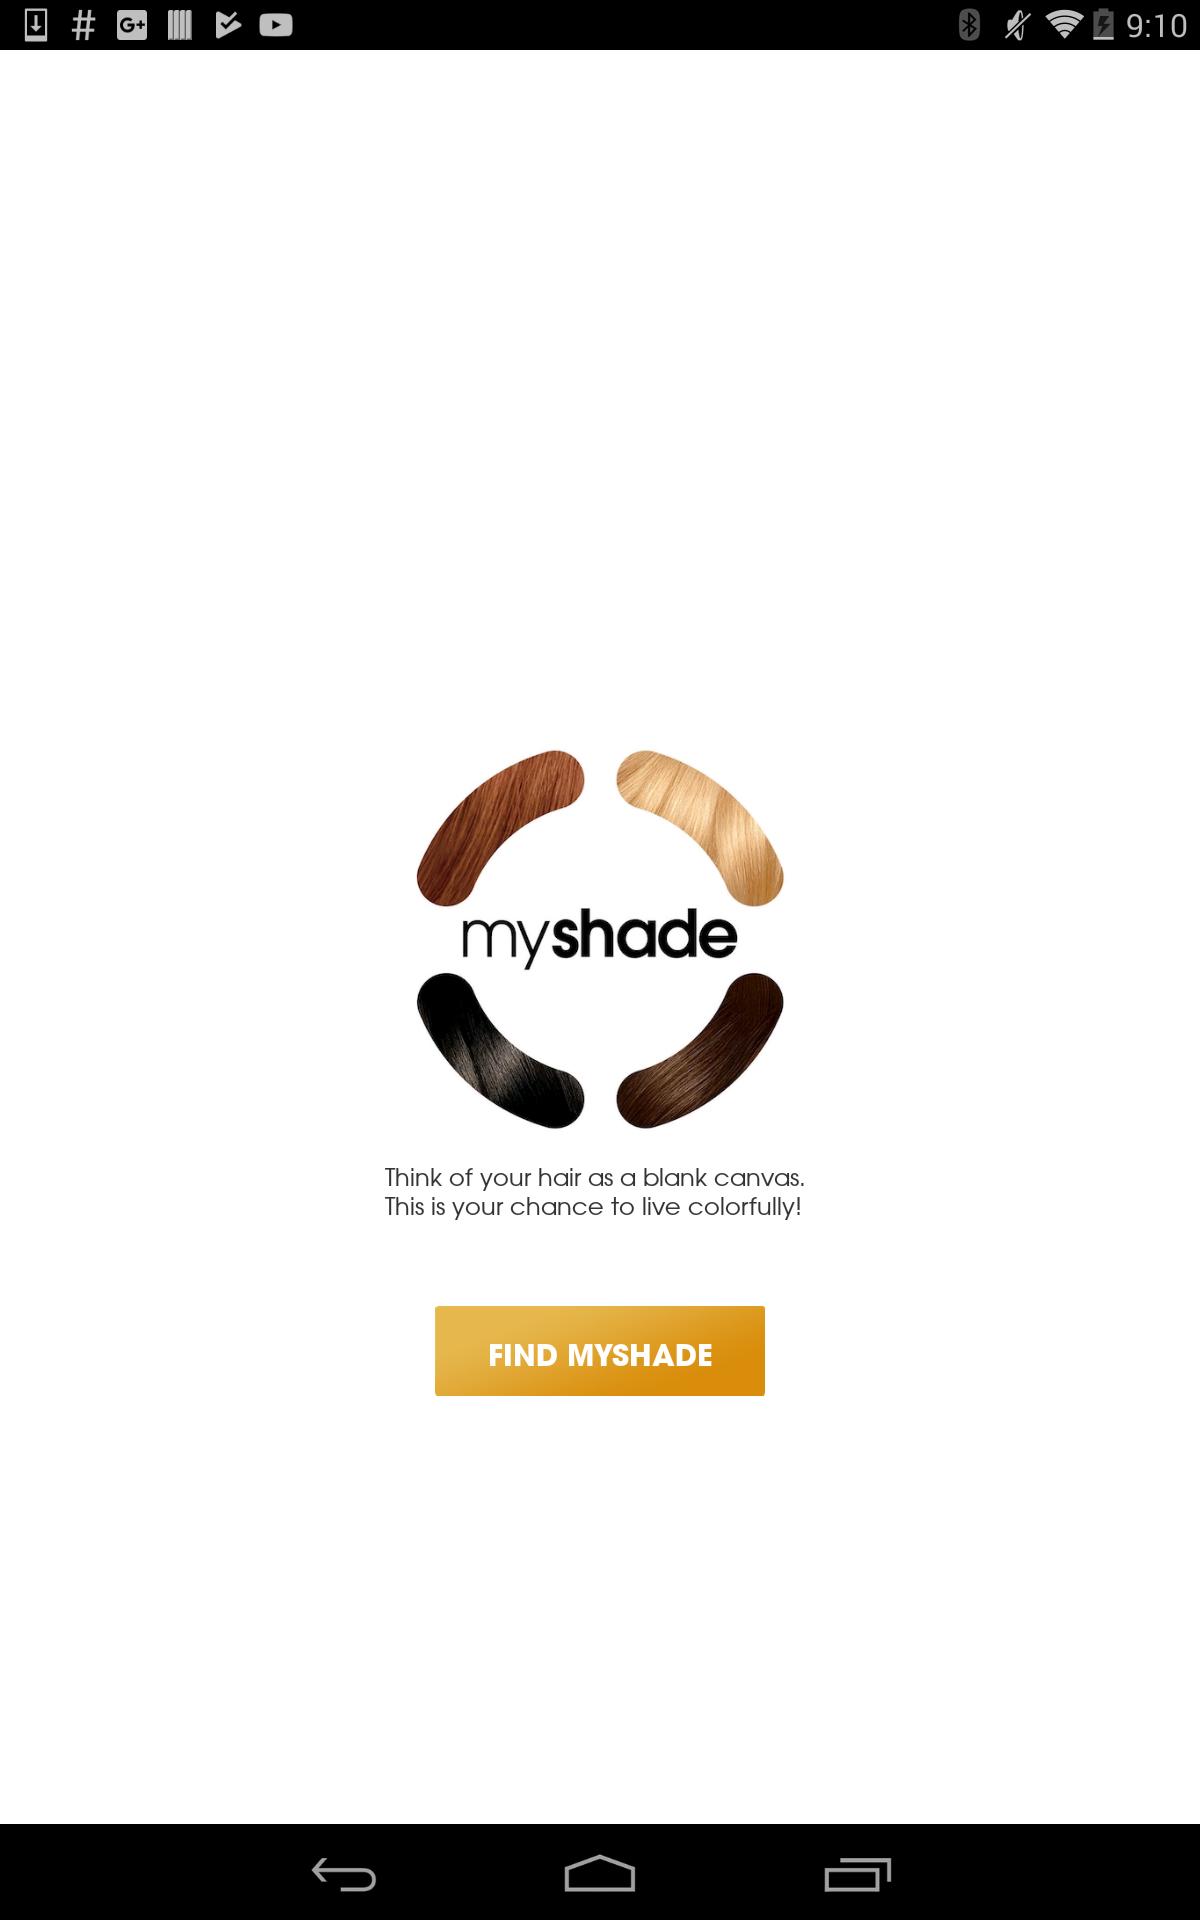 9:10
myshade
Think of your hair as a blank canvas.
This is your chance to live colorfully!
FIND MYSHADE